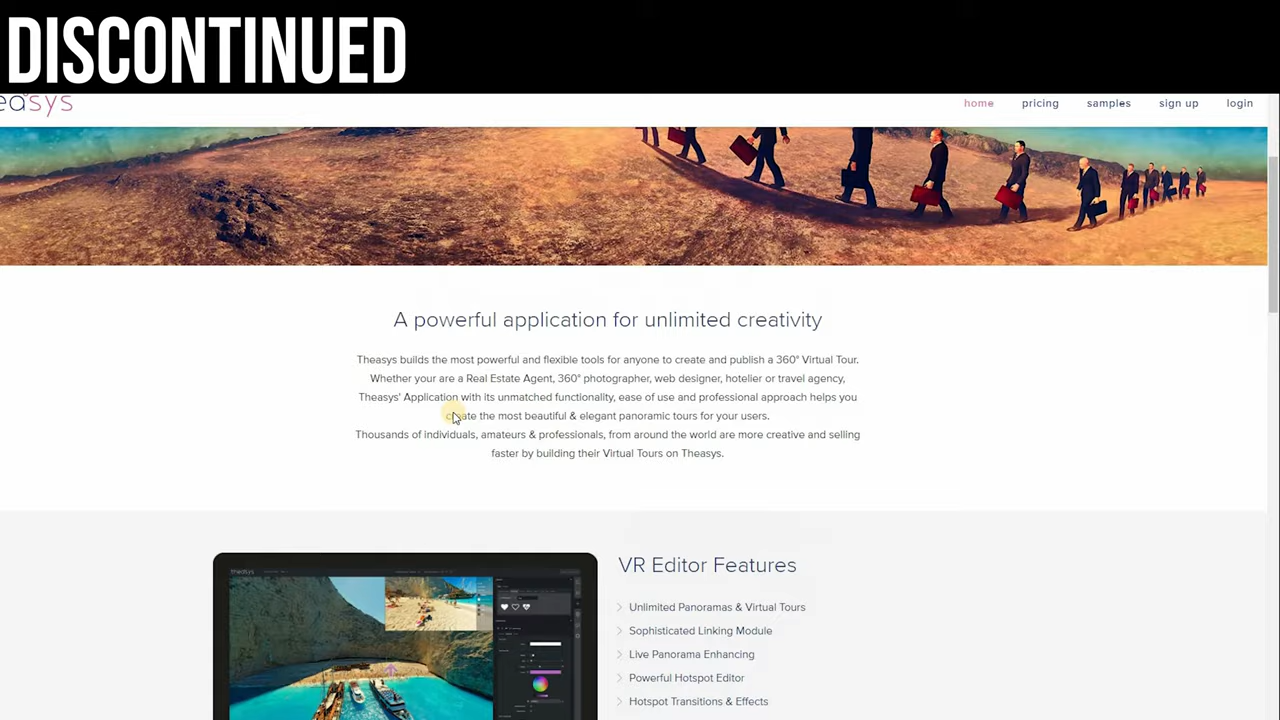 DISCONTINUED
easys
home
pricing
samples
sign up
login
A powerful application for unlimited creativity
Theasys builds the most powerful and flexible tools for anyone to create and publish a 360° Virtual Tour.
Whether your are a Real Estate Agent, 360° photographer, web designer, hotelier or travel agency,
Theasys' Application with its unmatched functionality, ease of use and professional approach helps you
create the most beautiful & elegant panoramic tours for your users.
Thousands of individuals, amateurs & professionals, from around the world are more creative and selling
faster by building their Virtual Tours on Theasys.
VR Editor Features
Unlimited Panoramas & Virtual Tours
Sophisticated Linking Module
Live Panorama Enhancing
Powerful Hotspot Editor
Hotspot Transitions & Effects